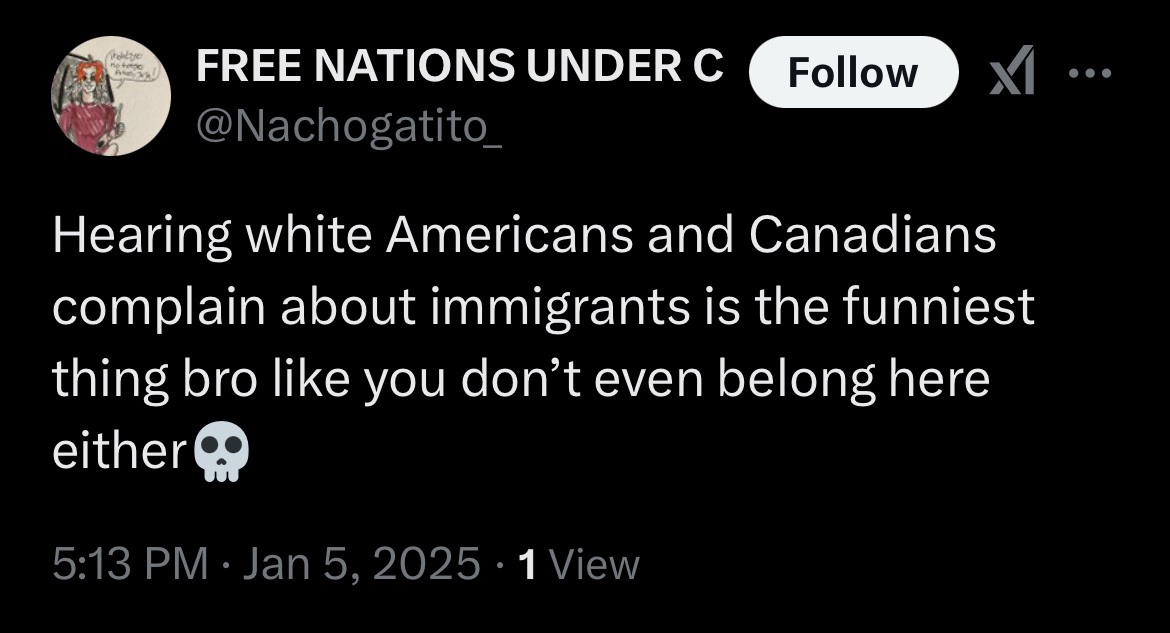 FREE NATIONS UNDER C
Follow
@Nachogatito_
Hearing white Americans and Canadians
complain about immigrants is the funniest
thing bro like you don’t even belong here
either💀
5:13 PM · Jan 5, 2025 · 1 View